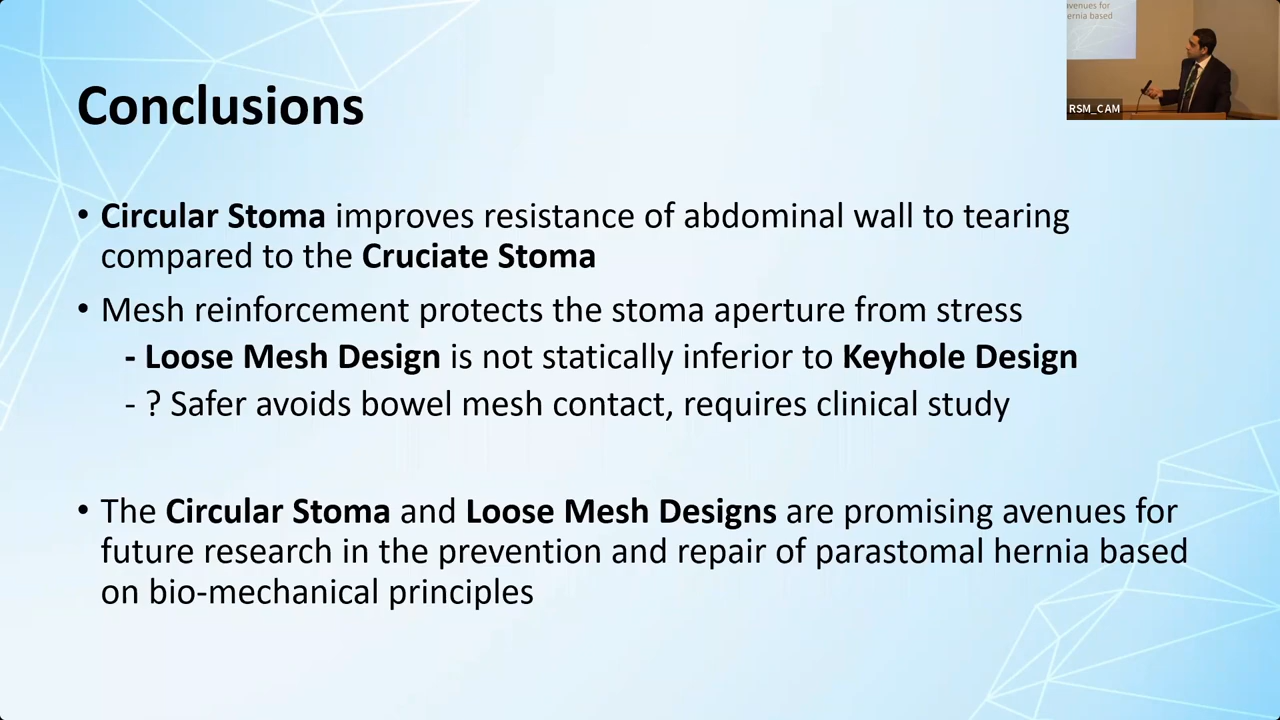 avenues for
ernia based
RSM_CAM
Conclusions
• Circular Stoma improves resistance of abdominal wall to tearing
compared to the Cruciate Stoma
• Mesh reinforcement protects the stoma aperture from stress
- Loose Mesh Design is not statically inferior to Keyhole Design
- ? Safer avoids bowel mesh contact, requires clinical study
• The Circular Stoma and Loose Mesh Designs are promising avenues for
future research in the prevention and repair of parastomal hernia based
on bio-mechanical principles